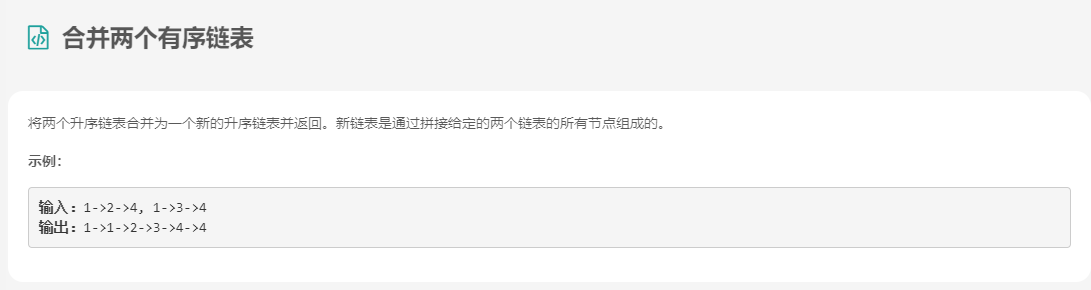 合并两个有序链表
将两个升序链表合并为一个新的升序链表并返回。新链表是通过拼接给定的两个链表的所有节点组成的。
示例：
输入：1->2->4, 1->3->4
输出：1->1->2->3->4->4